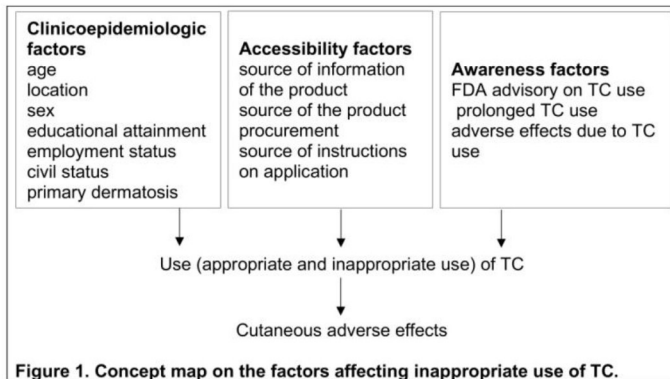 Clinicoepidemiologic
factors
age
location
sex
educational attainment
employment status
civil status
primary dermatosis
Accessibility factors
source of information
of the product
source of the product
procurement
source of instructions
on application
Awareness factors
FDA advisory on TC use
prolonged TC use
adverse effects due to TC
use
Use (appropriate and inappropriate use) of TC
Cutaneous adverse effects
Figure 1. Concept map on the factors affecting inappropriate use of TC.